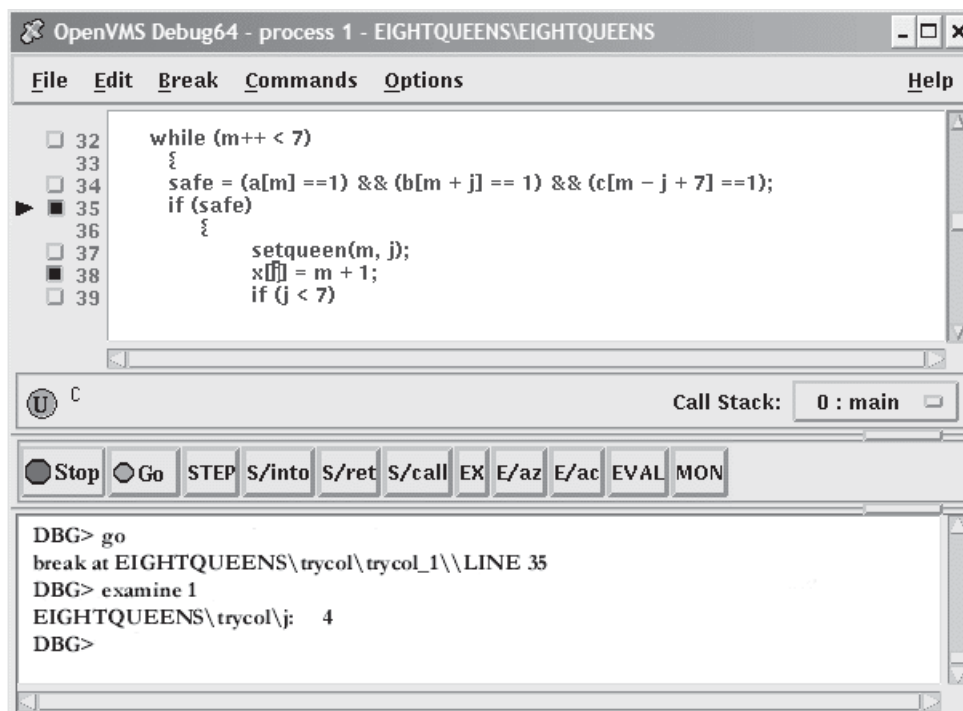 OpenVMS Debug64 - process 1 - EIGHTQUEENS\EIGHTQUEENS
File Edit Break Commands Options Help
32 while (m++ < 7)
33 {
34 safe = (a[m] ==1) && (b[m + j] == 1) && (c[m – j + 7] ==1);
35 if (safe)
36 {
37 setqueen(m, j);
38 x[j] = m + 1;
39 if (j < 7)
U C Call Stack: 0 : main
Stop Go STEP S/into S/ret S/call EX E/az E/ac EVAL MON
DBG> go
break at EIGHTQUEENS\trycol\trycol_1\\LINE 35
DBG> examine 1
EIGHTQUEENS\trycol\j: 4
DBG>